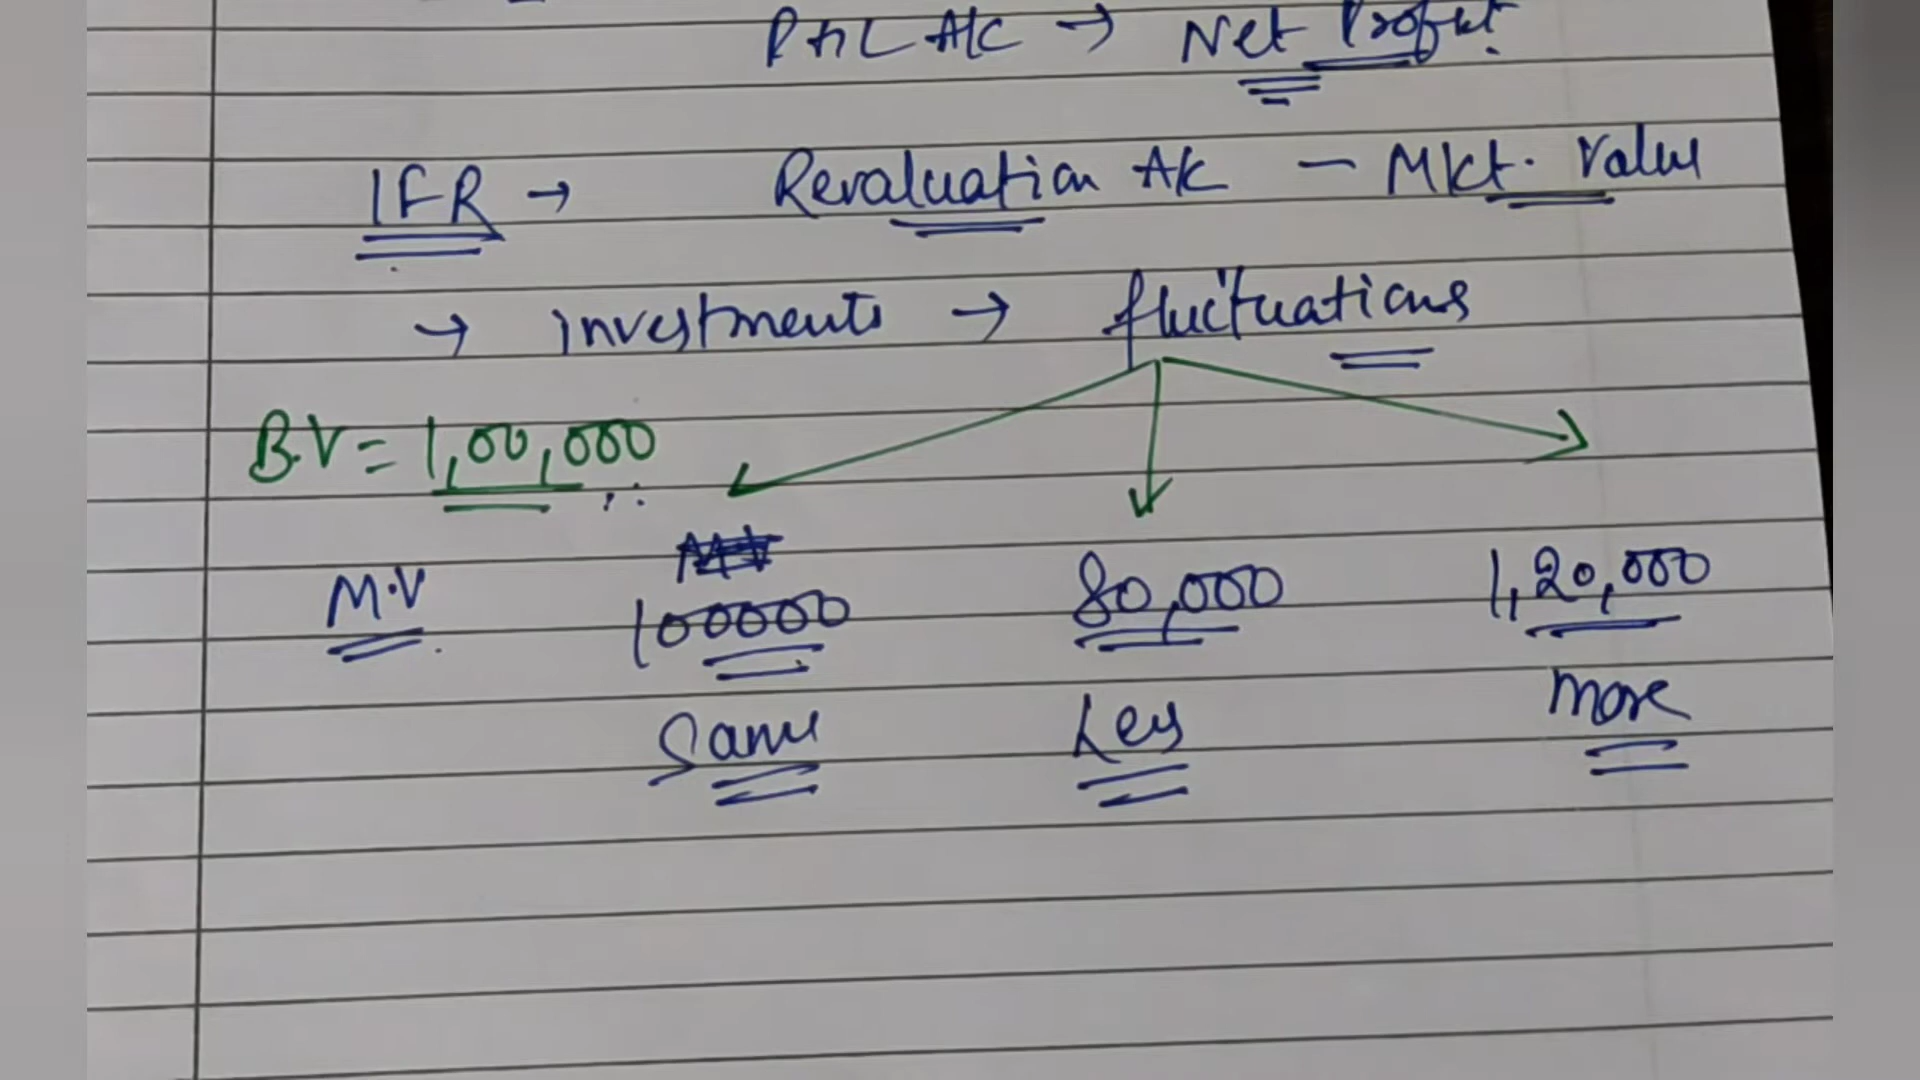 P&L A/c → Net Profit
IFR → Revaluation A/c - Mkt. Value
→ investments → fluctuations
B.V = 1,00,000
M.V 100000 80,000 1,20,000
Same Less More